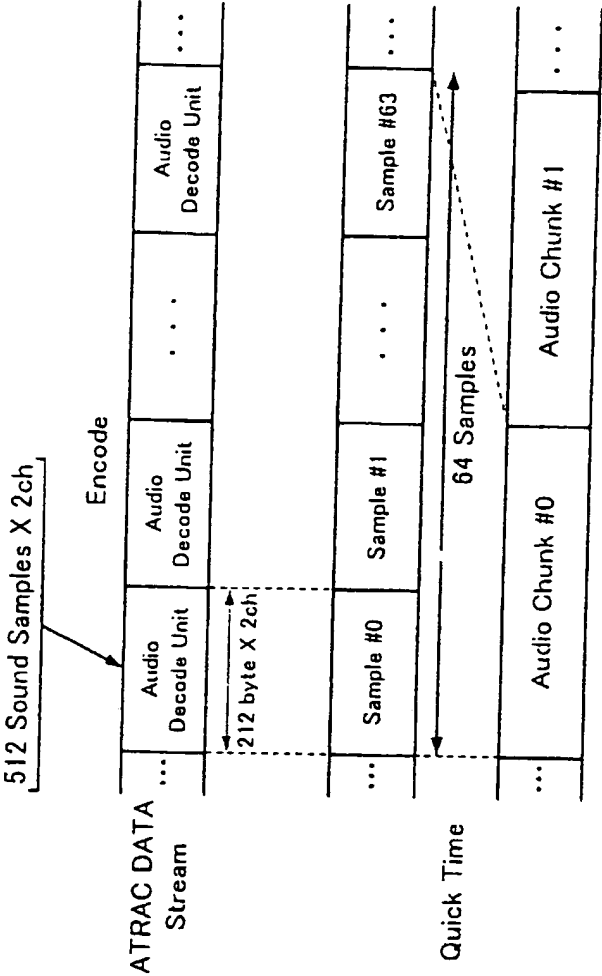 512 Sound Samples X 2ch
Encode
ATRAC DATA
Stream
...
Audio
Decode Unit
Audio
Decode Unit
...
Audio
Decode Unit
...
212 byte X 2ch
...
Sample #0
Sample #1
...
Sample #63
...
Quick Time
64 Samples
...
Audio Chunk #0
Audio Chunk #1
...